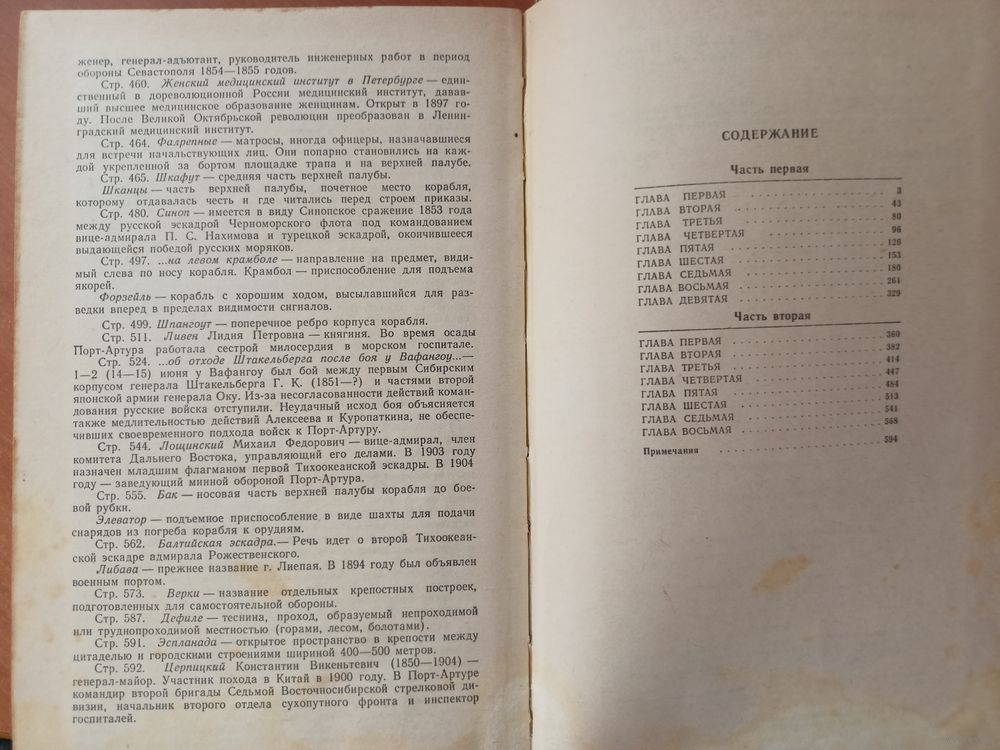 женер, генерал-адъютант, руководитель инженерных работ в период
обороны Севастополя 1854—1855 годов.
Стр. 460. Женский медицинский институт в Петербурге — един-
ственный в дореволюционной России медицинский институт, давав-
ший высшее медицинское образование женщинам. Открыт в 1897 го-
ду. После Великой Октябрьской революции преобразован в Ленин-
градский медицинский институт.
Стр. 464. Фалрепные — матросы, иногда офицеры, назначавшиеся
для встречи начальствующих лиц. Они попарно становились на каж-
дой укрепленной за бортом площадке трапа и на верхней палубе.
Стр. 465. Шкафут — средняя часть верхней палубы.
Шканцы — часть верхней палубы, почетное место корабля,
которому отдавалась честь и где читались перед строем приказы.
Стр. 480. Синоп — имеется в виду Синопское сражение 1853 года
между русской эскадрой Черноморского флота под командованием
вице-адмирала П. С. Нахимова и турецкой эскадрой, окончившееся
выдающейся победой русских моряков.
Стр. 497. ...на левом крамболе — направление на предмет, види-
мый слева по носу корабля. Крамбол — приспособление для подъема
якорей.
Форзейль — корабль с хорошим ходом, высылавшийся для раз-
ведки вперед в пределах видимости сигналов.
Стр. 499. Шпангоут — поперечное ребро корпуса корабля.
Стр. 511. Ливен Лидия Петровна — княгиня. Во время осады
Порт-Артура работала сестрой милосердия в морском госпитале.
Стр. 524. ...об отходе Штакельберга после боя у Вафангоу...—
1—2 (14—15) июня у Вафангоу был бой между первым Сибирским
корпусом генерала Штакельберга Г. К. (1851—?) и частями второй
японской армии генерала Оку. Из-за несогласованности действий коман-
дования русские войска отступили. Неудачный исход боя объясняется
также медлительностью действий Алексеева и Куропаткина, не обеспе-
чивших своевременного подхода войск к Порт-Артуру.
Стр. 544. Лощинский Михаил Федорович — вице-адмирал, член
комитета Дальнего Востока, управляющий его делами. В 1903 году
назначен младшим флагманом первой Тихоокеанской эскадры. В 1904
году — заведующий минной обороной Порт-Артура.
Стр. 555. Бак — носовая часть верхней палубы корабля до бое-
вой рубки.
Элеватор — подъемное приспособление в виде шахты для подачи
снарядов из погреба корабля к орудиям.
Стр. 562. Балтийская эскадра.— Речь идет о второй Тихоокеан-
ской эскадре адмирала Рожественского.
Либава — прежнее название г. Лиепая. В 1894 году был объявлен
военным портом.
Стр. 573. Верки — название отдельных крепостных построек,
подготовленных для самостоятельной обороны.
Стр. 587. Дефиле — теснина, проход, образуемый непроходимой
или труднопроходимой местностью (горами, лесом, болотами).
Стр. 591. Эспланада — открытое пространство в крепости между
цитаделью и городскими строениями шириной 400—500 метров.
Стр. 592. Церпицкий Константин Викеньтевич (1850—1904) —
генерал-майор. Участник похода в Китай в 1900 году. В Порт-Артуре
командир второй бригады Седьмой Восточносибирской стрелковой ди-
визии, начальник второго отдела сухопутного фронта и инспектор
госпиталей.
СОДЕРЖАНИЕ
Часть первая
ГЛАВА ПЕРВАЯ . . . . . . . . . . . . . . 3
ГЛАВА ВТОРАЯ . . . . . . . . . . . . . . 43
ГЛАВА ТРЕТЬЯ . . . . . . . . . . . . . . 80
ГЛАВА ЧЕТВЕРТАЯ . . . . . . . . . . . . . 96
ГЛАВА ПЯТАЯ . . . . . . . . . . . . . . 126
ГЛАВА ШЕСТАЯ . . . . . . . . . . . . . . 153
ГЛАВА СЕДЬМАЯ . . . . . . . . . . . . . . 180
ГЛАВА ВОСЬМАЯ . . . . . . . . . . . . . . 261
ГЛАВА ДЕВЯТАЯ . . . . . . . . . . . . . . 329
Часть вторая
ГЛАВА ПЕРВАЯ . . . . . . . . . . . . . . 360
ГЛАВА ВТОРАЯ . . . . . . . . . . . . . . 382
ГЛАВА ТРЕТЬЯ . . . . . . . . . . . . . . 414
ГЛАВА ЧЕТВЕРТАЯ . . . . . . . . . . . . . 447
ГЛАВА ПЯТАЯ . . . . . . . . . . . . . . 484
ГЛАВА ШЕСТАЯ . . . . . . . . . . . . . . 513
ГЛАВА СЕДЬМАЯ . . . . . . . . . . . . . . 541
ГЛАВА ВОСЬМАЯ . . . . . . . . . . . . . . 568
Примечания . . . . . . . . . . . . . . 594